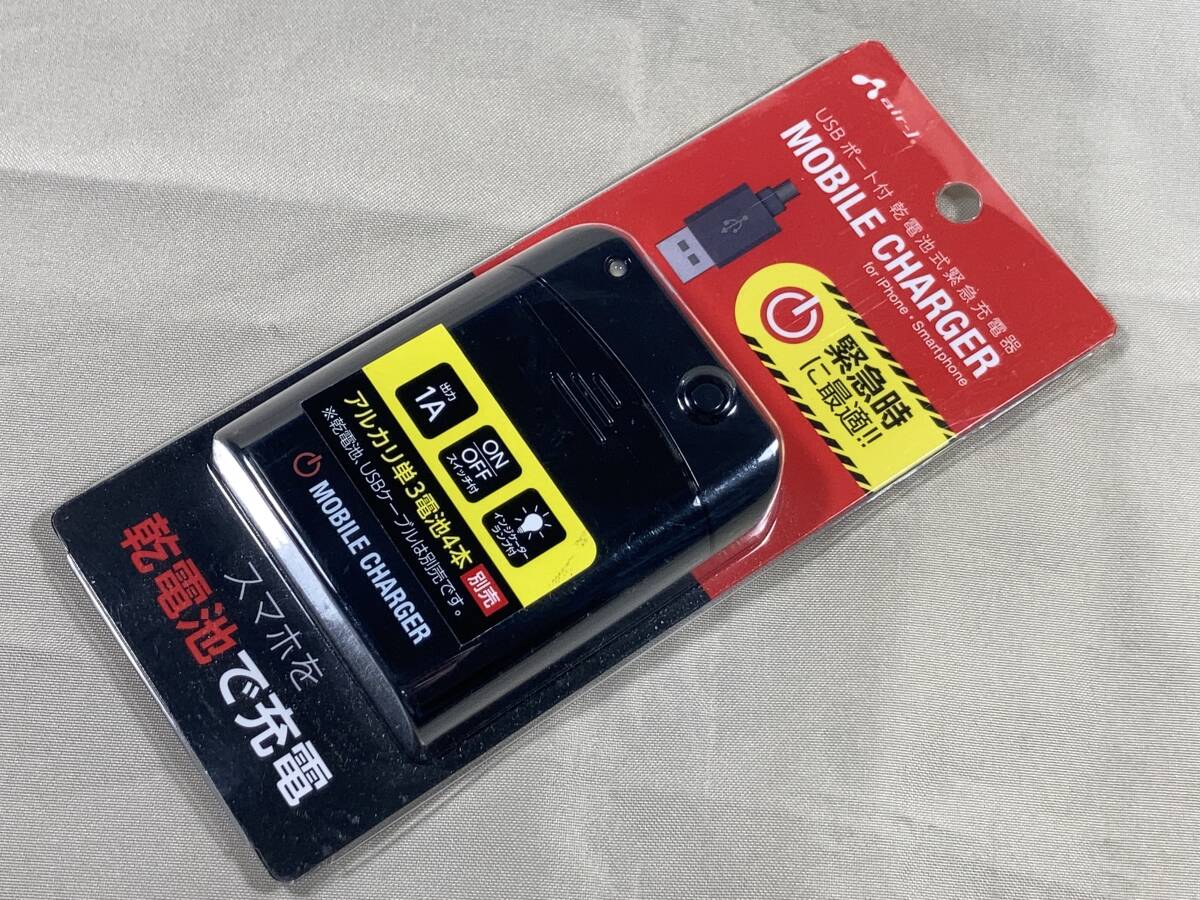 air-J.
USB ポート付 乾電池式緊急充電器
MOBILE CHARGER
for iPhone・Smartphone
緊急時
に最適!!
出力
1A
ON
OFF
スイッチ付
インジケーター
ランプ付
アルカリ単3電池4本 別売
※乾電池、USBケーブルは別売です。
MOBILE CHARGER
スマホを
乾電池で充電